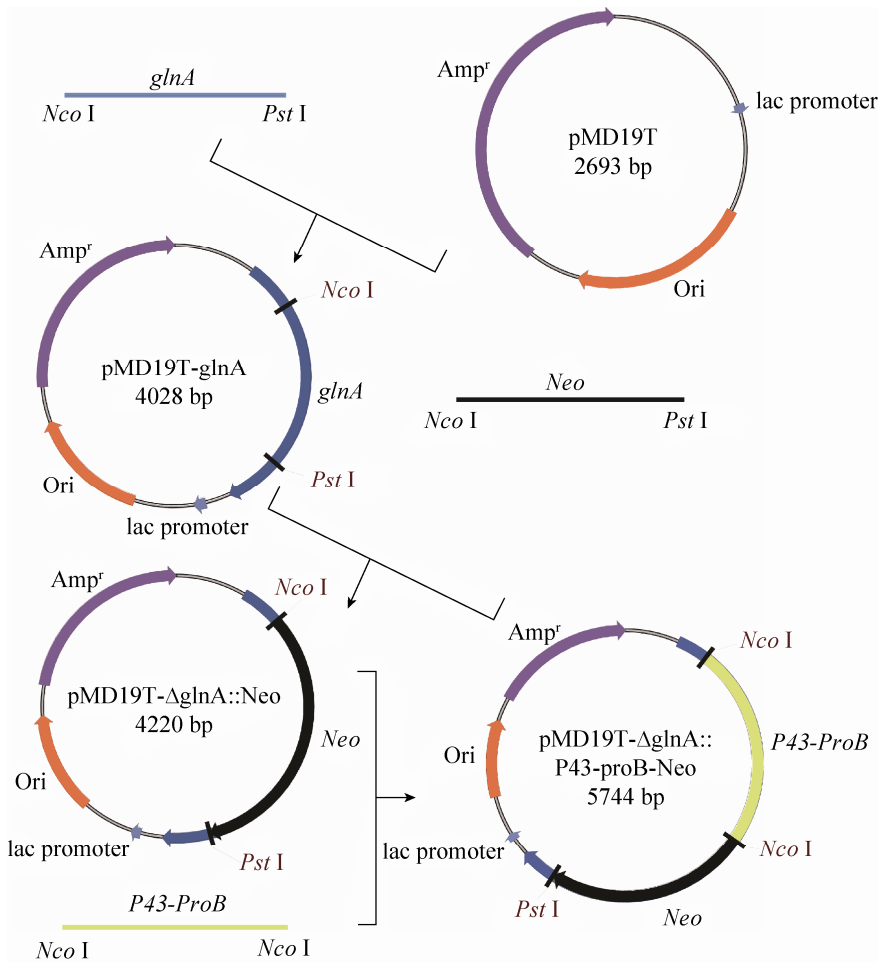 glnA
Nco I
Pst I
Ampʳ
lac promoter
pMD19T
2693 bp
Ori
Ampʳ
Nco I
pMD19T-glnA
4028 bp
glnA
Pst I
Ori
lac promoter
Neo
Nco I
Pst I
Ampʳ
Nco I
pMD19T-ΔglnA::Neo
4220 bp
Neo
Ori
lac promoter
Pst I
P43-ProB
Nco I
Nco I
Ampʳ
Nco I
P43-ProB
pMD19T-ΔglnA::
P43-proB-Neo
5744 bp
Ori
lac promoter
Nco I
Pst I
Neo